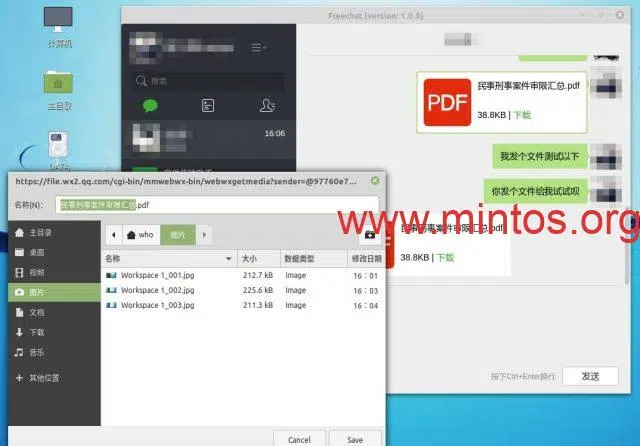 计算机
主目录
DATA
Freechat (version: 1.0.0)
搜索
16:06
民事刑事案件审限汇总.pdf
PDF
38.8KB | 下载
我发个文件测试以下
你发个文件给我试试呗
www.mintos.org
民事刑事案件审限汇总.pdf
38.8KB | 下载
按下Ctrl+Enter换行
发送
https://file.wx2.qq.com/cgi-bin/mmwebwx-bin/webwxgetmedia?sender=@97760e7...
名称(N):
民事刑事案件审限汇总.pdf
主目录
桌面
视频
图片
文档
下载
音乐
其他位置
who
图片
名称 大小 数据类型 修改日期
Workspace 1_001.jpg 212.7 kB Image 16：01
Workspace 1_002.jpg 225.6 kB Image 16：03
Workspace 1_003.jpg 211.3 kB Image 16：04
Cancel
Save